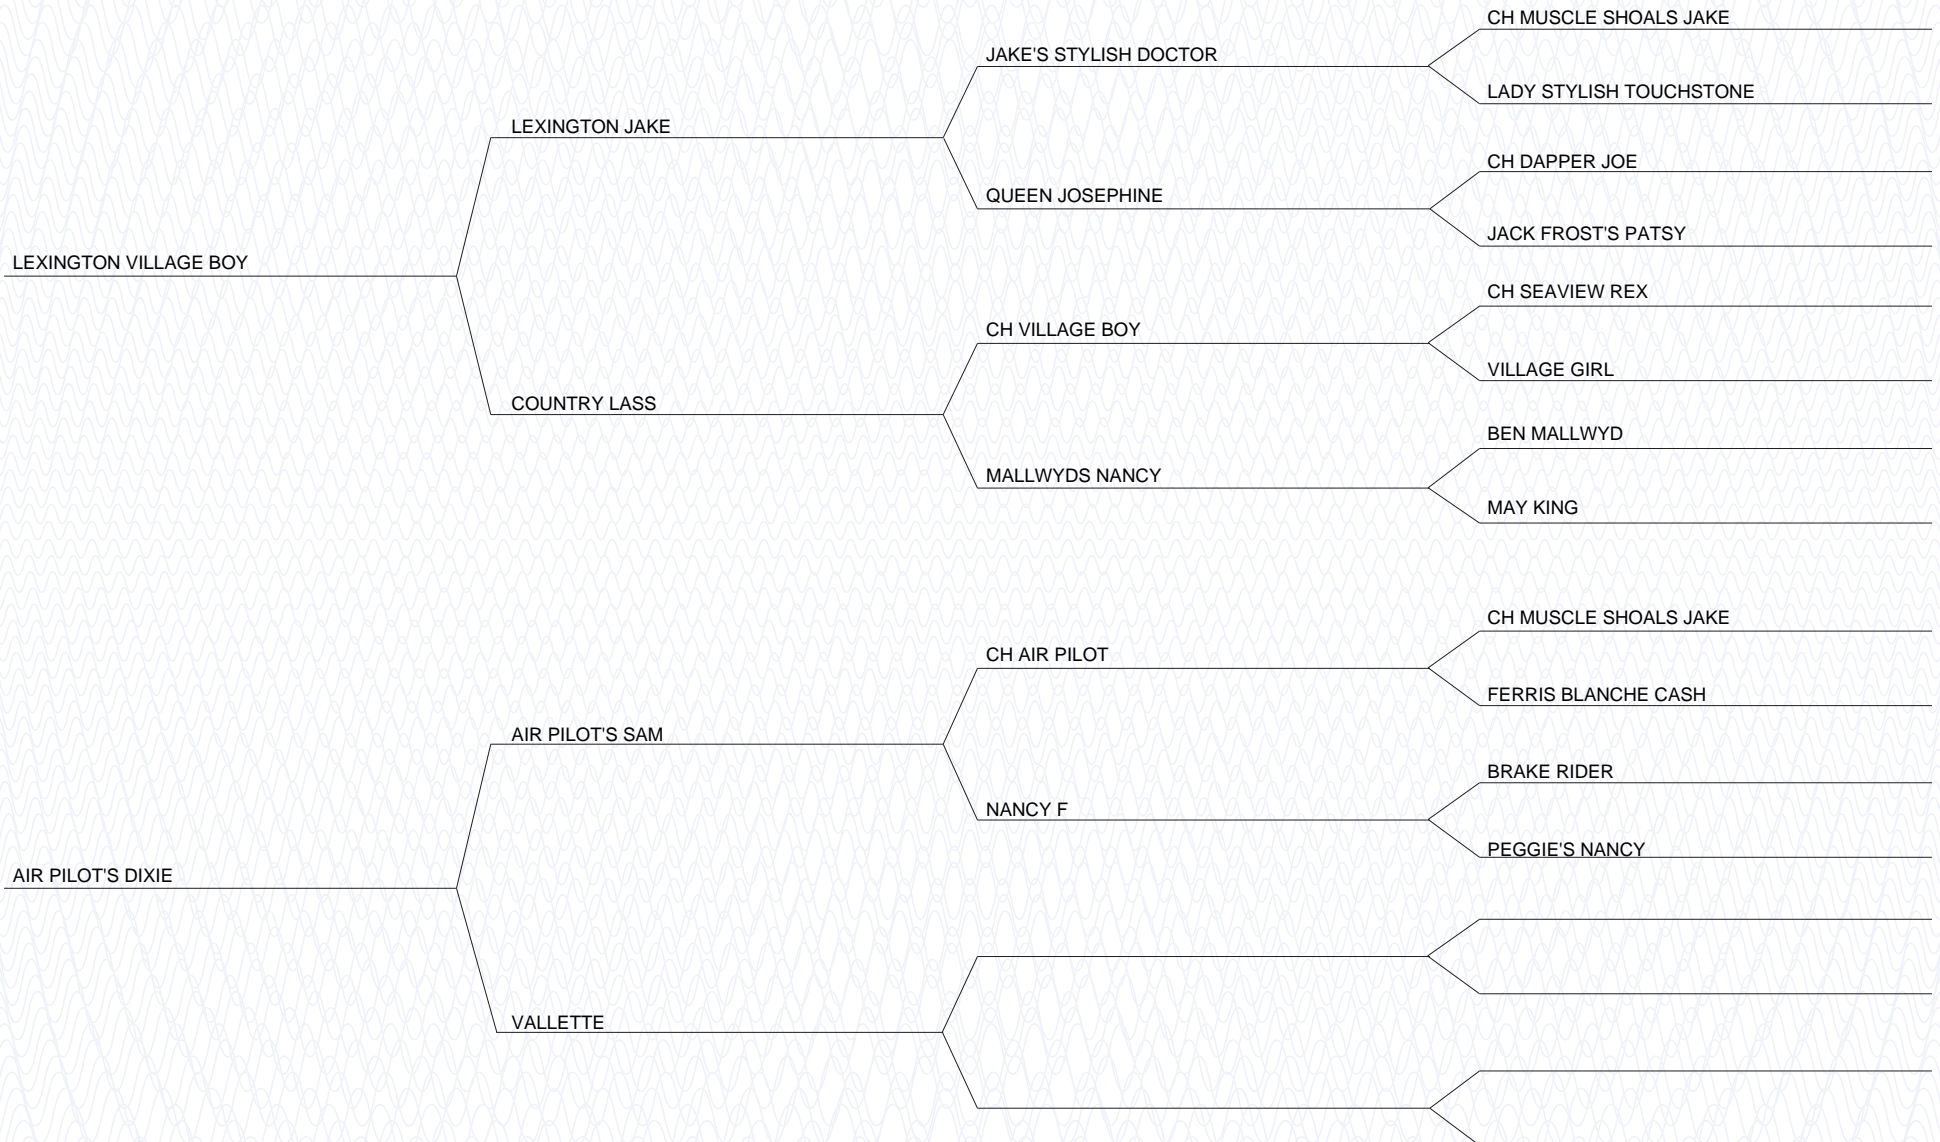 CH MUSCLE SHOALS JAKE
JAKE'S STYLISH DOCTOR
LADY STYLISH TOUCHSTONE
LEXINGTON JAKE
CH DAPPER JOE
QUEEN JOSEPHINE
JACK FROST'S PATSY
LEXINGTON VILLAGE BOY
CH SEAVIEW REX
CH VILLAGE BOY
VILLAGE GIRL
COUNTRY LASS
BEN MALLWYD
MALLWYDS NANCY
MAY KING
CH MUSCLE SHOALS JAKE
CH AIR PILOT
FERRIS BLANCHE CASH
AIR PILOT'S SAM
BRAKE RIDER
NANCY F
PEGGIE'S NANCY
AIR PILOT'S DIXIE
VALLETTE